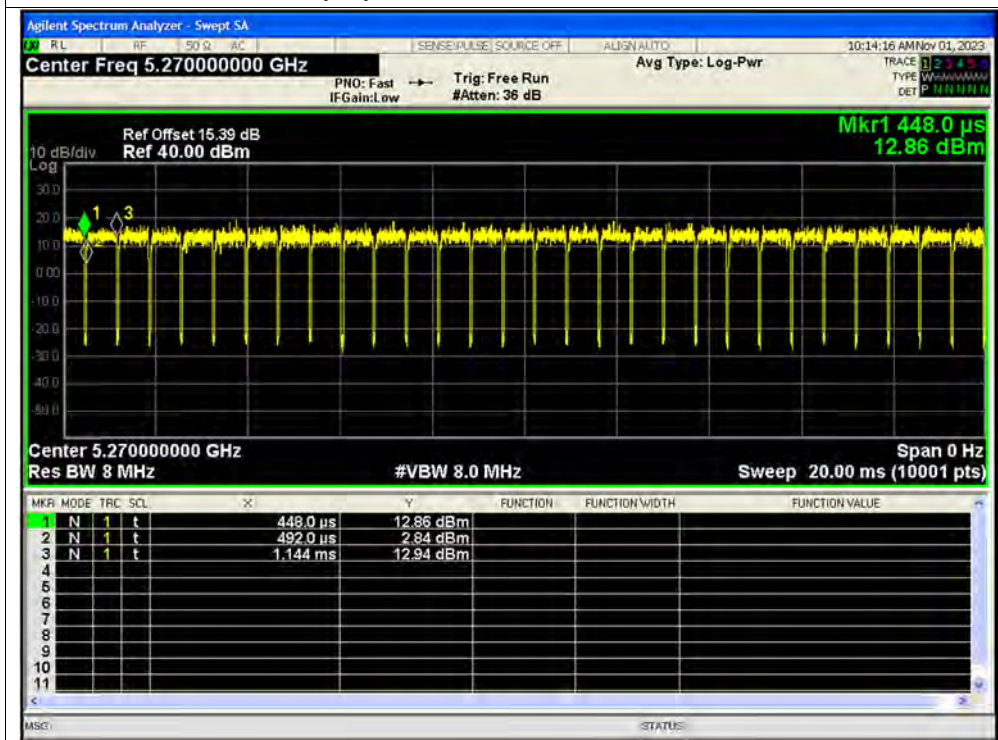 Agilent Spectrum Analyzer - Swept SA
RL RF 50 Ω AC SENSE:PULSE SOURCE OFF ALIGN AUTO 10:14:16 AM Nov 01, 2023
Center Freq 5.270000000 GHz
PNO: Fast
IFGain:Low
Trig: Free Run
#Atten: 36 dB
Avg Type: Log-Pwr
TRACE 1 2 3 4 5 6
TYPE
DET P N N N N N
Mkr1 448.0 µs
12.86 dBm
Ref Offset 15.39 dB
10 dB/div Ref 40.00 dBm
Log
30.0
20.0
10.0
0.00
-10.0
-20.0
-30.0
-40.0
-50.0
1
3
Center 5.270000000 GHz Span 0 Hz
Res BW 8 MHz #VBW 8.0 MHz Sweep 20.00 ms (10001 pts)
MKR MODE TRC SCL X Y FUNCTION FUNCTION WIDTH FUNCTION VALUE
1 N 1 t 448.0 µs 12.86 dBm
2 N 1 t 492.0 µs 2.84 dBm
3 N 1 t 1.144 ms 12.94 dBm
4
5
6
7
8
9
10
11
MSG STATUS